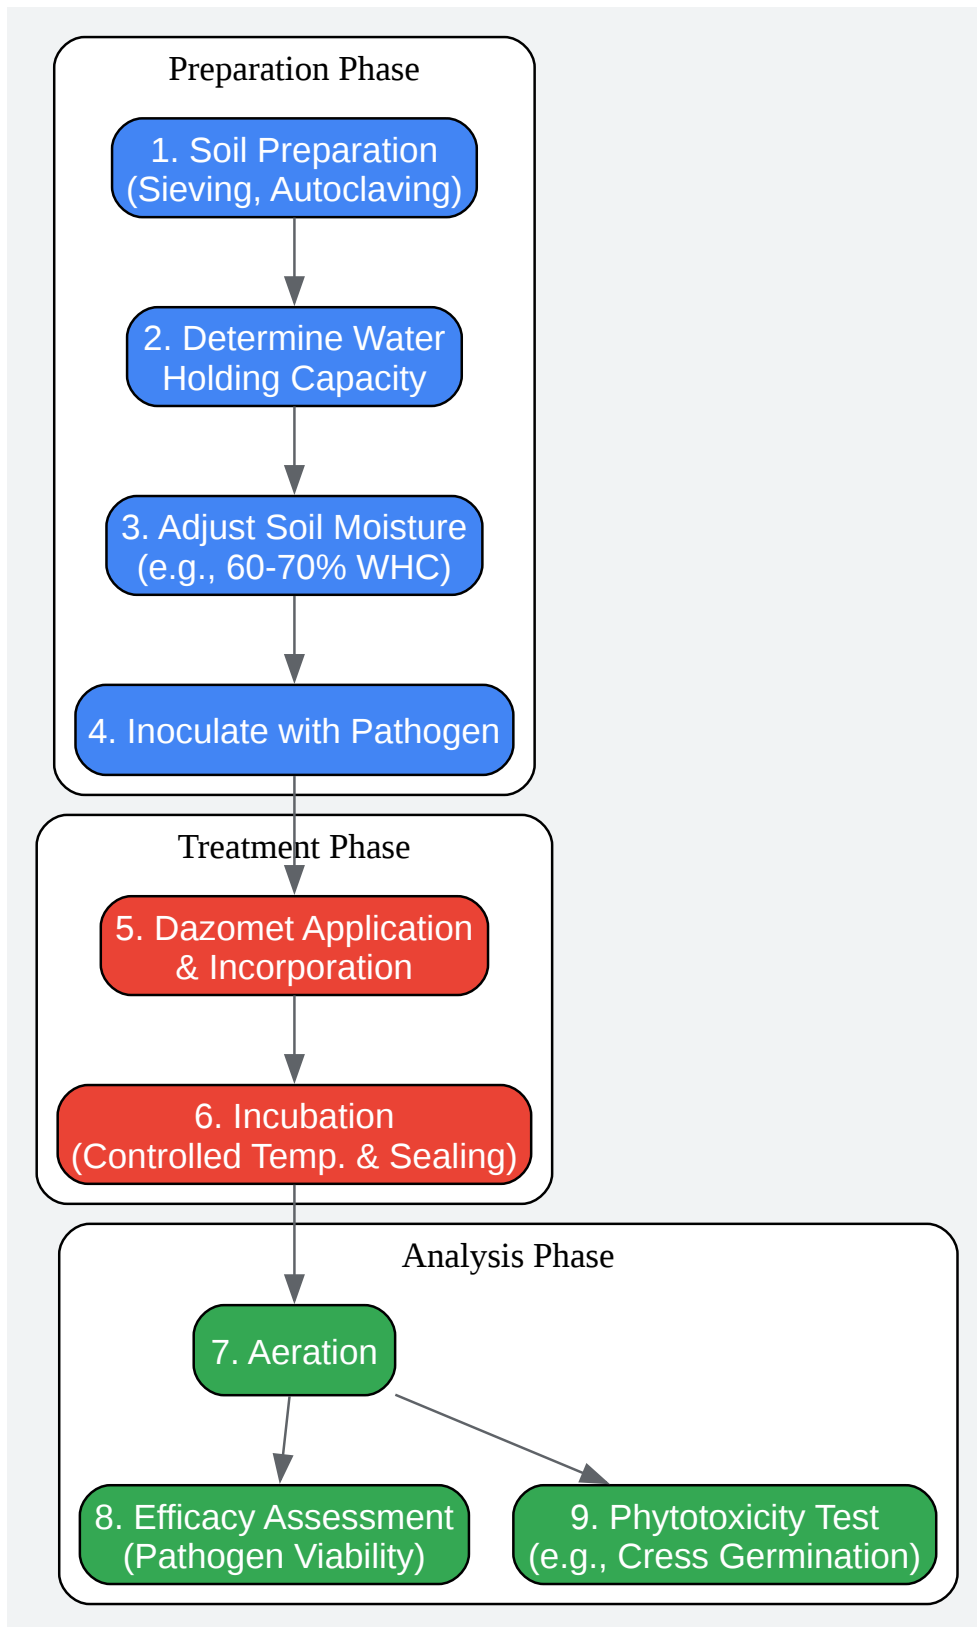 Preparation Phase
1. Soil Preparation
(Sieving, Autoclaving)
2. Determine Water
Holding Capacity
3. Adjust Soil Moisture
(e.g., 60-70% WHC)
4. Inoculate with Pathogen
Treatment Phase
5. Dazomet Application
& Incorporation
6. Incubation
(Controlled Temp. & Sealing)
Analysis Phase
7. Aeration
8. Efficacy Assessment
(Pathogen Viability)
9. Phytotoxicity Test
(e.g., Cress Germination)